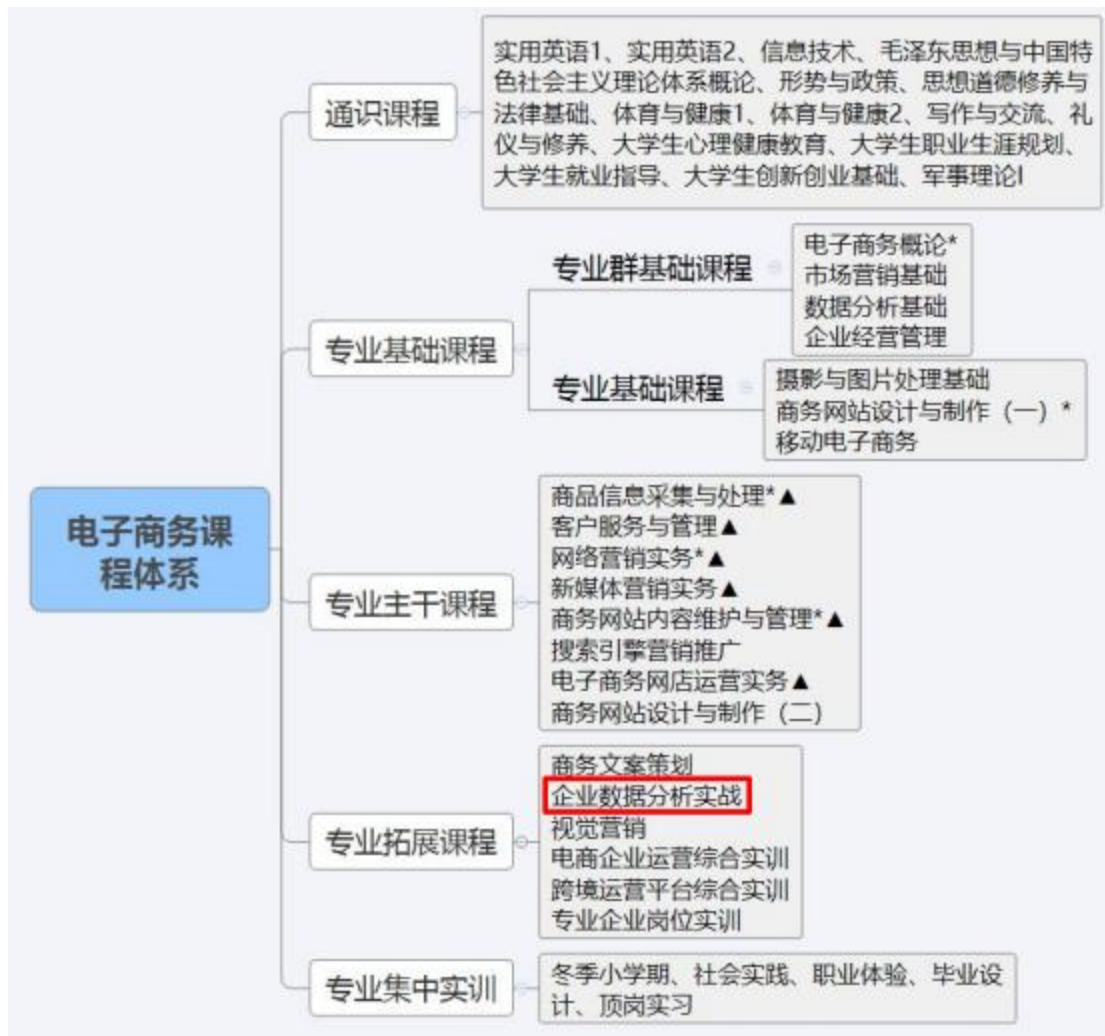 实用英语1、实用英语2、信息技术、毛泽东思想与中国特
色社会主义理论体系概论、形势与政策、思想道德修养与
法律基础、体育与健康1、体育与健康2、写作与交流、礼
仪与修养、大学生心理健康教育、大学生职业生涯规划、
大学生就业指导、大学生创新创业基础、军事理论I
通识课程
专业群基础课程
电子商务概论*
市场营销基础
数据分析基础
企业经营管理
专业基础课程
专业基础课程
摄影与图片处理基础
商务网站设计与制作（一）*
移动电子商务
电子商务课
程体系
专业主干课程
商品信息采集与处理*▲
客户服务与管理▲
网络营销实务*▲
新媒体营销实务▲
商务网站内容维护与管理*▲
搜索引擎营销推广
电子商务网店运营实务▲
商务网站设计与制作（二）
专业拓展课程
商务文案策划
企业数据分析实战
视觉营销
电商企业运营综合实训
跨境运营平台综合实训
专业企业岗位实训
专业集中实训
冬季小学期、社会实践、职业体验、毕业设
计、顶岗实习